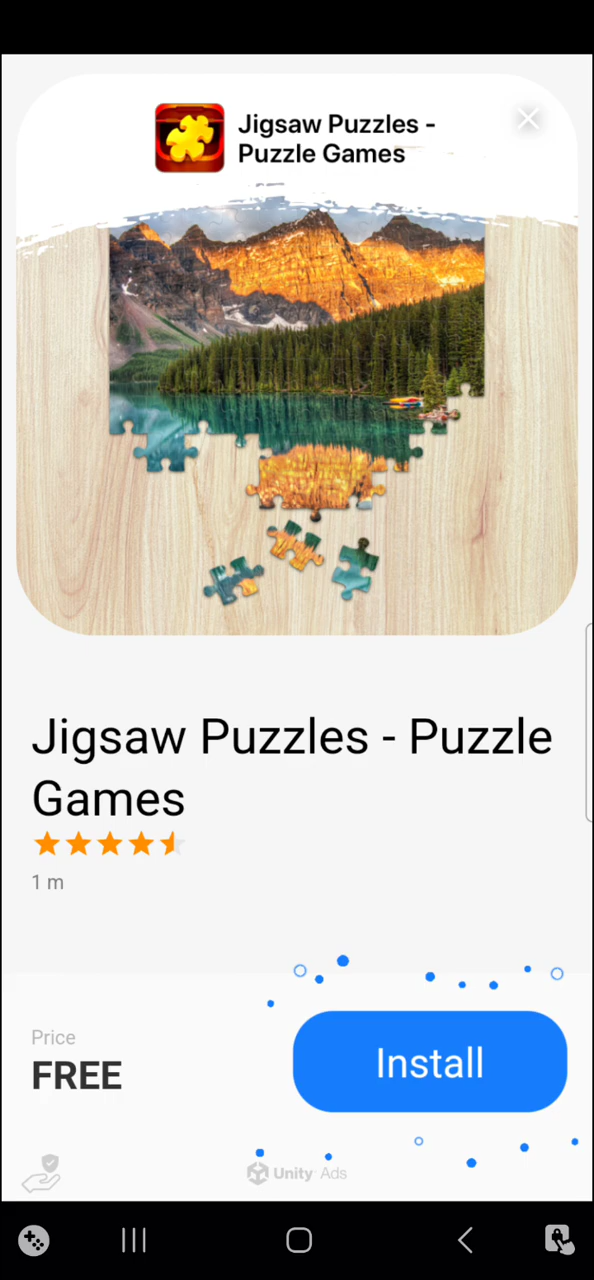 Jigsaw Puzzles -
Puzzle Games
Jigsaw Puzzles - Puzzle
Games
1 m
Price
FREE
Install
Unity Ads